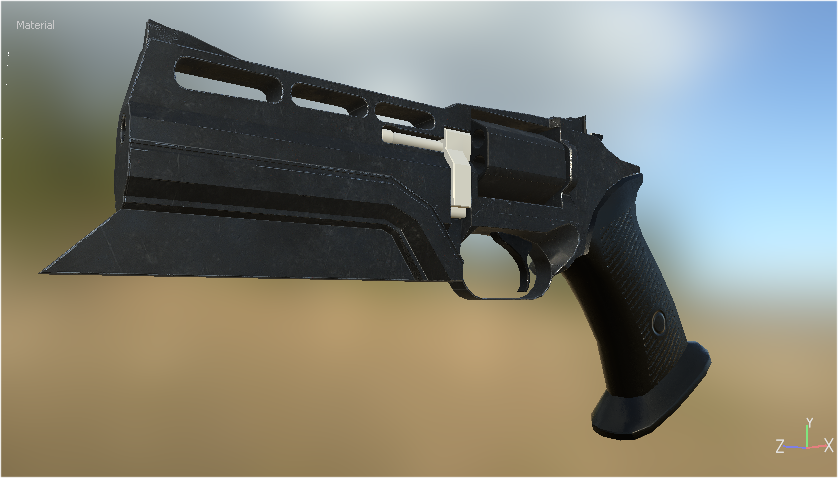 Material
Y
Z X